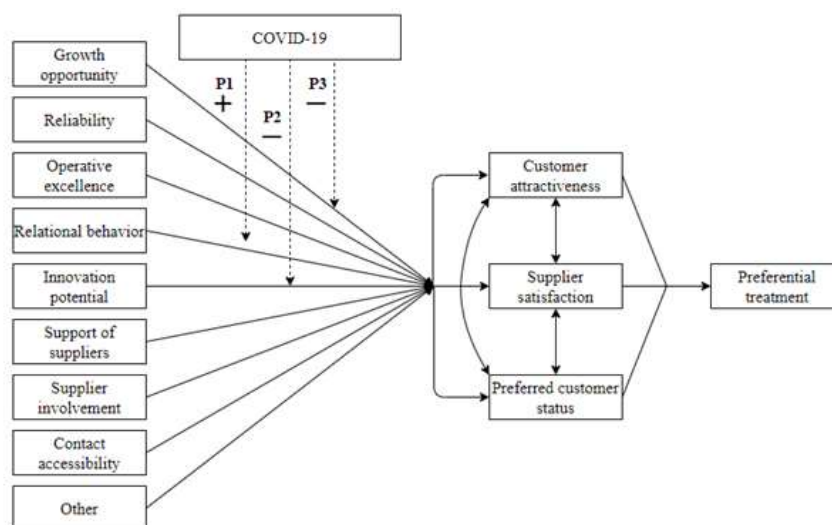 COVID-19
P1
+
P2
−
P3
−
Growth
opportunity
Reliability
Operative
excellence
Relational behavior
Innovation
potential
Support of
suppliers
Supplier
involvement
Contact
accessibility
Other
Customer
attractiveness
Supplier
satisfaction
Preferred customer
status
Preferential
treatment